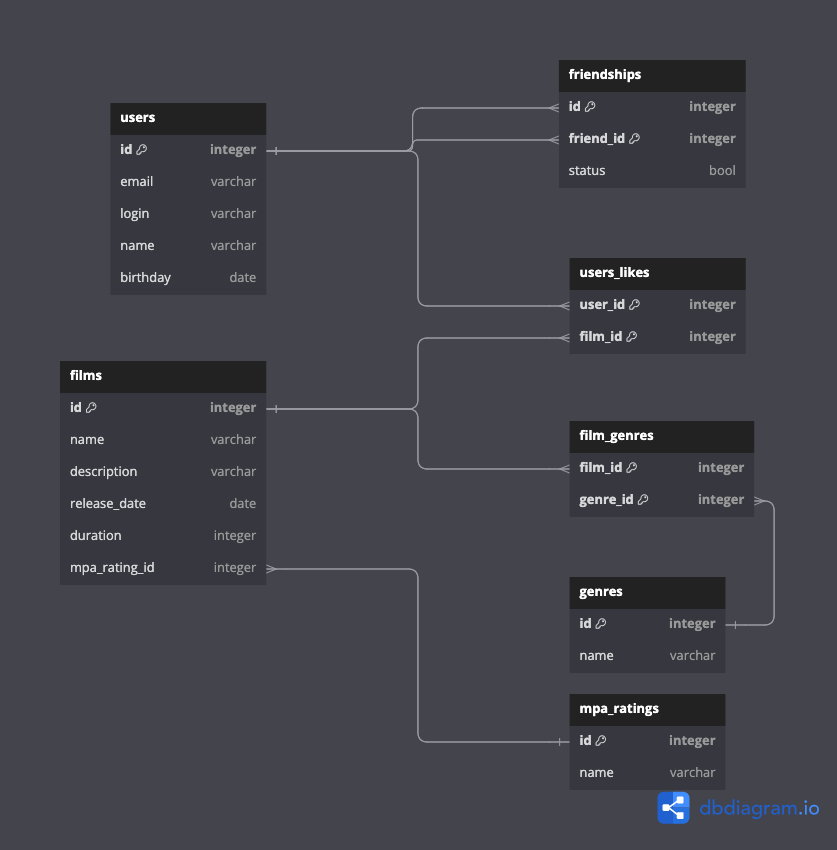 users
id integer
email varchar
login varchar
name varchar
birthday date
friendships
id integer
friend_id integer
status bool
users_likes
user_id integer
film_id integer
films
id integer
name varchar
description varchar
release_date date
duration integer
mpa_rating_id integer
film_genres
film_id integer
genre_id integer
genres
id integer
name varchar
mpa_ratings
id integer
name varchar
dbdiagram.io